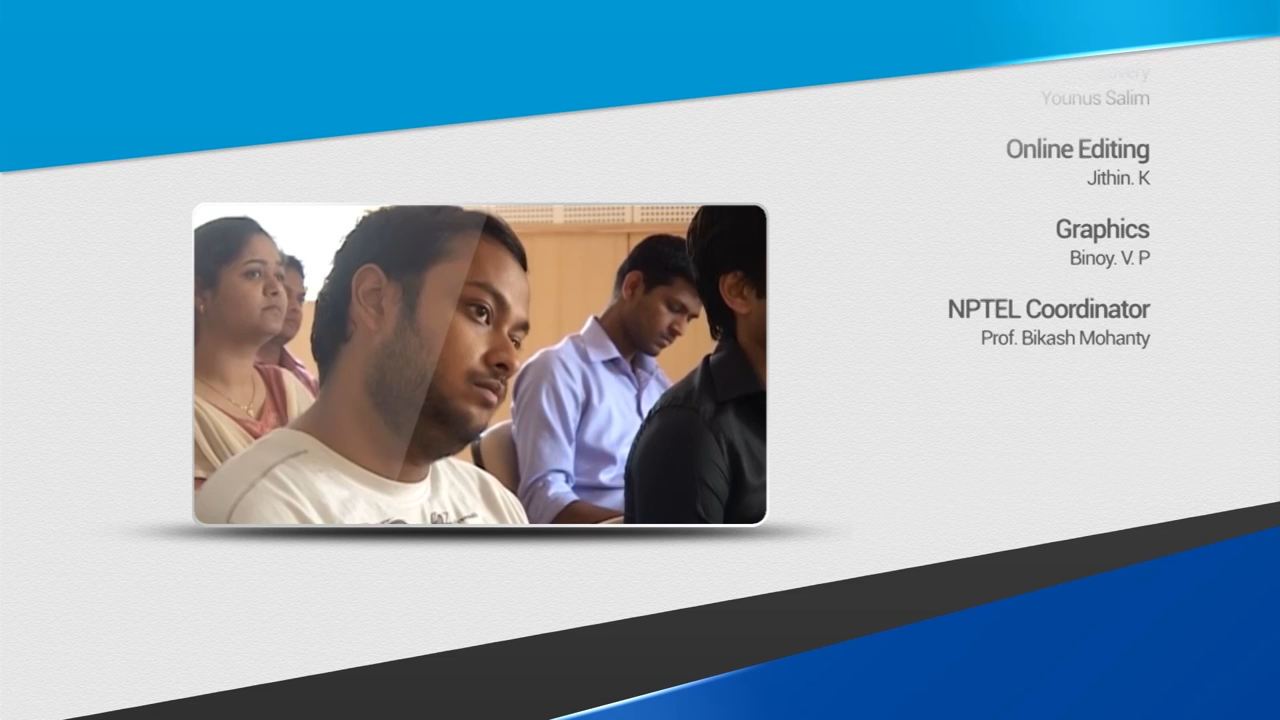 Younus Salim
Online Editing
Jithin. K
Graphics
Binoy. V. P
NPTEL Coordinator
Prof. Bikash Mohanty